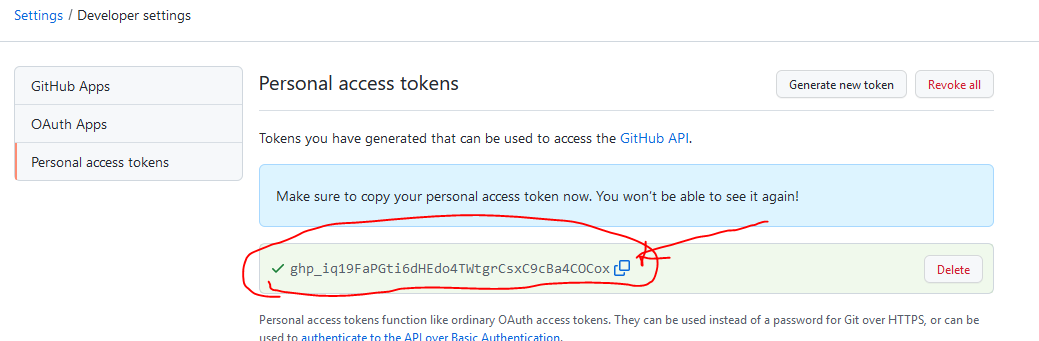 Settings / Developer settings
GitHub Apps
OAuth Apps
Personal access tokens
Personal access tokens
Generate new token
Revoke all
Tokens you have generated that can be used to access the GitHub API.
Make sure to copy your personal access token now. You won't be able to see it again!
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
Delete
Personal access tokens function like ordinary OAuth access tokens. They can be used instead of a password for Git over HTTPS, or can be
used to authenticate to the API over Basic Authentication.